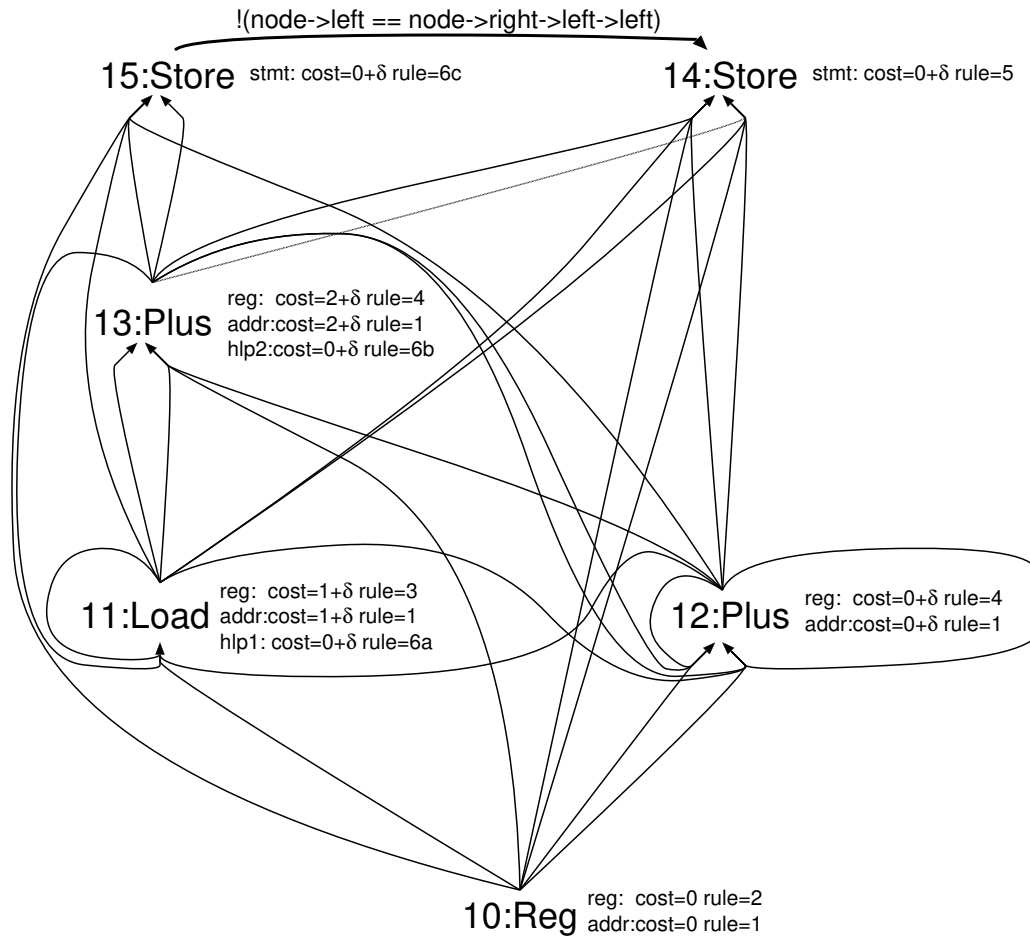 !(node->left == node->right->left->left)
15:Store stmt: cost=0+δ rule=6c
14:Store stmt: cost=0+δ rule=5
13:Plus
reg: cost=2+δ rule=4
addr:cost=2+δ rule=1
hlp2:cost=0+δ rule=6b
11:Load
reg: cost=1+δ rule=3
addr:cost=1+δ rule=1
hlp1: cost=0+δ rule=6a
12:Plus
reg: cost=0+δ rule=4
addr:cost=0+δ rule=1
10:Reg
reg: cost=0 rule=2
addr:cost=0 rule=1